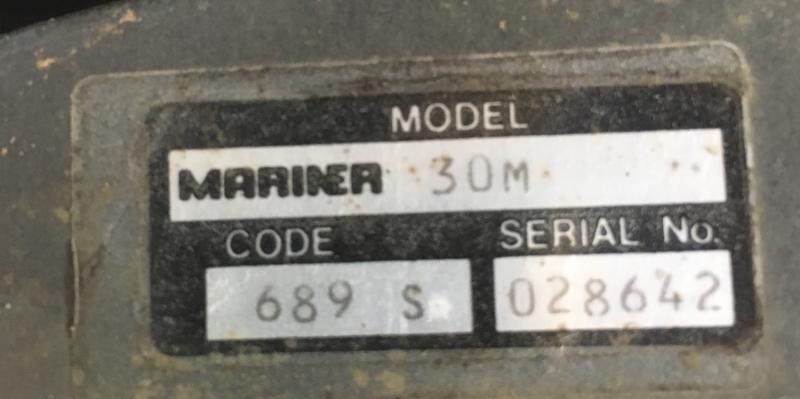 MODEL
MARINER 30M
CODE SERIAL No.
689 S 028642